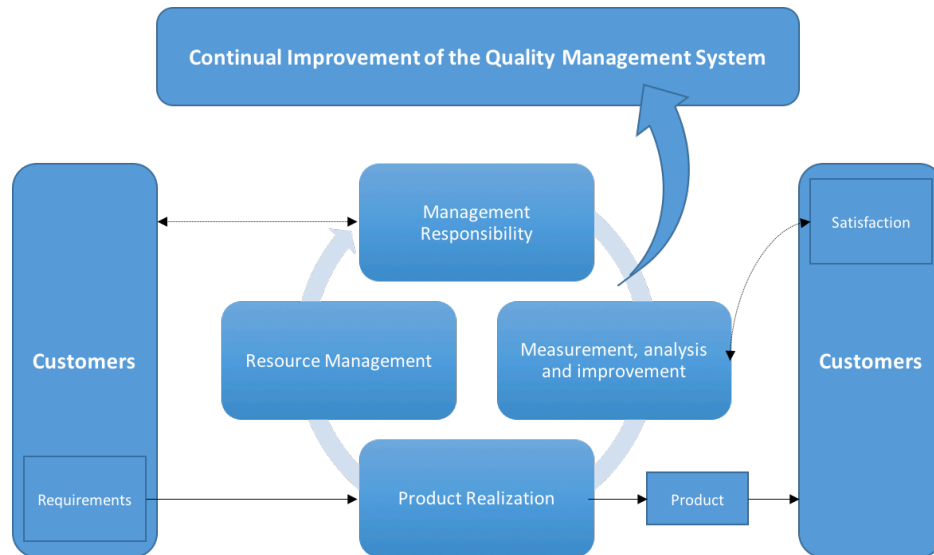 Continual Improvement of the Quality Management System
Management
Responsibility
Satisfaction
Customers
Resource Management
Measurement, analysis
and improvement
Customers
Requirements
Product Realization
Product